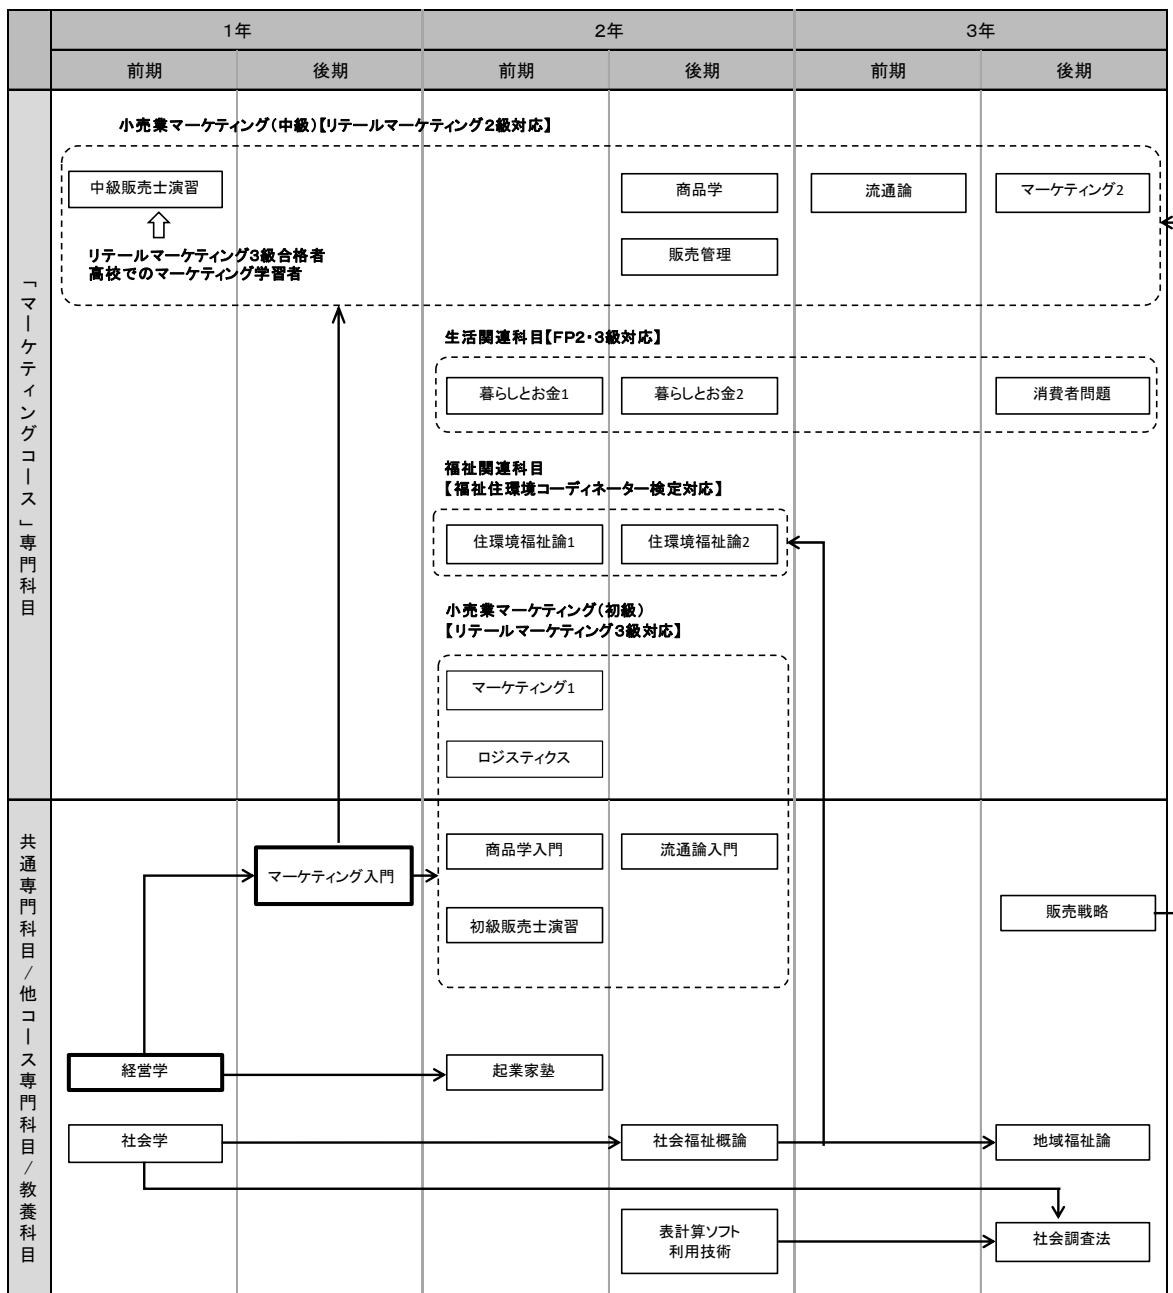 1年
2年
3年
前期
後期
前期
後期
前期
後期
「マーケティングコース」専門科目
小売業マーケティング(中級)【リテールマーケティング2級対応】
中級販売士演習
商品学
流通論
マーケティング2
リテールマーケティング3級合格者
高校でのマーケティング学習者
販売管理
生活関連科目【FP2・3級対応】
暮らしとお金1
暮らしとお金2
消費者問題
福祉関連科目
【福祉住環境コーディネーター検定対応】
住環境福祉論1
住環境福祉論2
小売業マーケティング(初級)
【リテールマーケティング3級対応】
マーケティング1
ロジスティクス
共通専門科目/他コース専門科目/教養科目
商品学入門
流通論入門
マーケティング入門
販売戦略
初級販売士演習
経営学
起業家塾
社会学
社会福祉概論
地域福祉論
表計算ソフト
利用技術
社会調査法